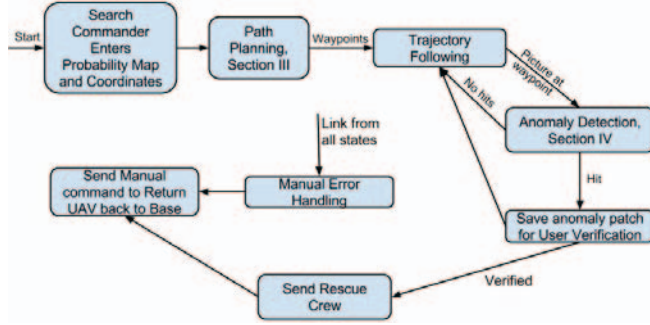 Start
Search
Commander
Enters
Probability Map
and Coordinates
Path
Planning,
Section III
Waypoints
Trajectory
Following
Picture at
waypoint
No hits
Anomaly Detection,
Section IV
Hit
Save anomaly patch
for User Verification
Link from
all states
Manual Error
Handling
Send Manual
command to Return
UAV back to Base
Verified
Send Rescue
Crew